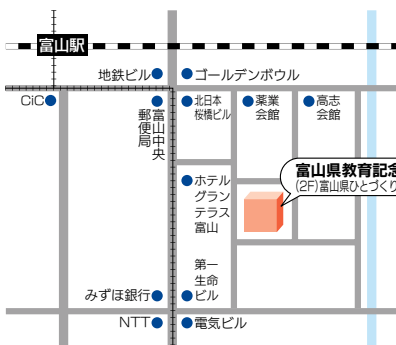 富山駅
地鉄ビル
ゴールデンボウル
CiC
富山中央
郵便局
北日本
桜橋ビル
薬業
会館
高志
会館
富山県教育記念
(2F)富山県ひとづくり
ホテル
グラン
テラス
富山
第一
生命
ビル
みずほ銀行
NTT
電気ビル